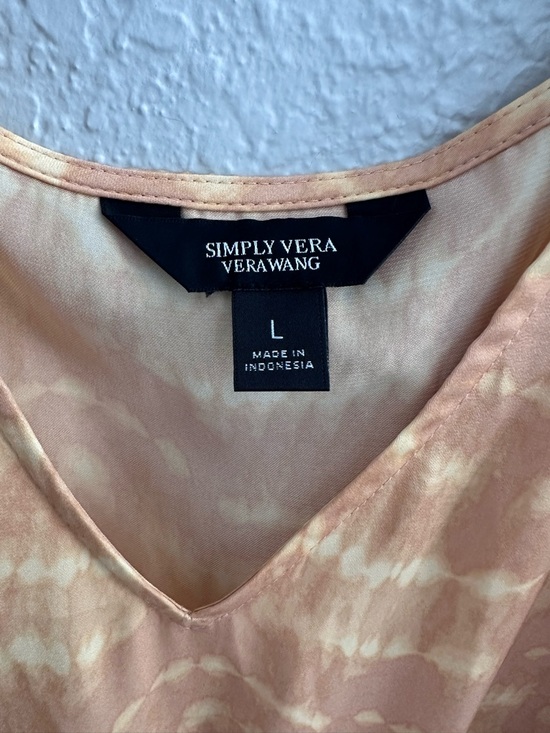 SIMPLY VERA
VERAWANG
L
MADE IN
INDONESIA